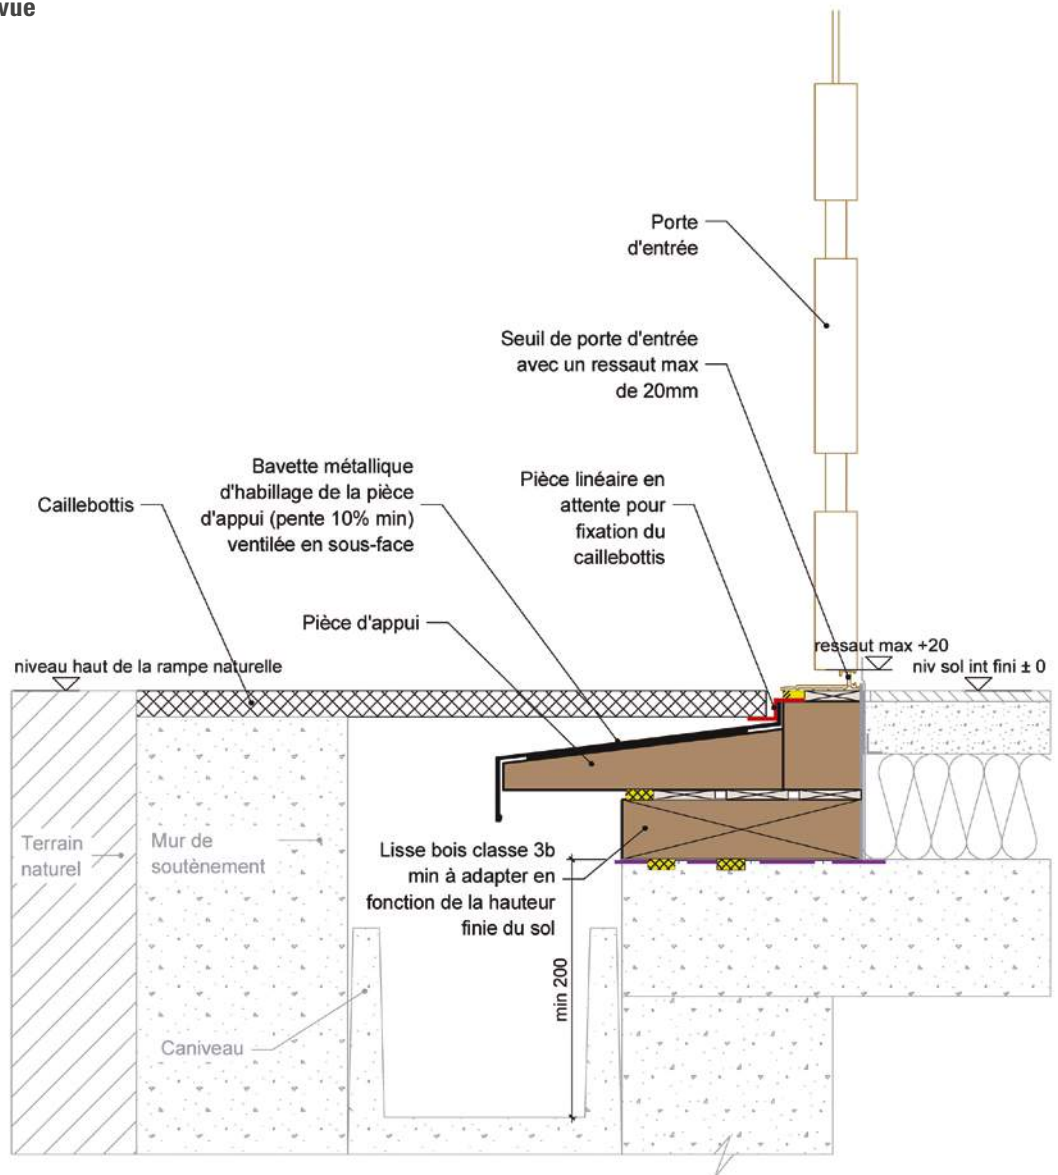 vue
Porte
d'entrée
Seuil de porte d'entrée
avec un ressaut max
de 20mm
Bavette métallique
d'habillage de la pièce
d'appui (pente 10% min)
ventilée en sous-face
Pièce linéaire en
attente pour
fixation du
caillebottis
Caillebottis
Pièce d'appui
ressaut max +20
niveau haut de la rampe naturelle
niv sol int fini ± 0
Terrain
naturel
Mur de
soutènement
Lisse bois classe 3b
min à adapter en
fonction de la hauteur
finie du sol
min 200
Caniveau